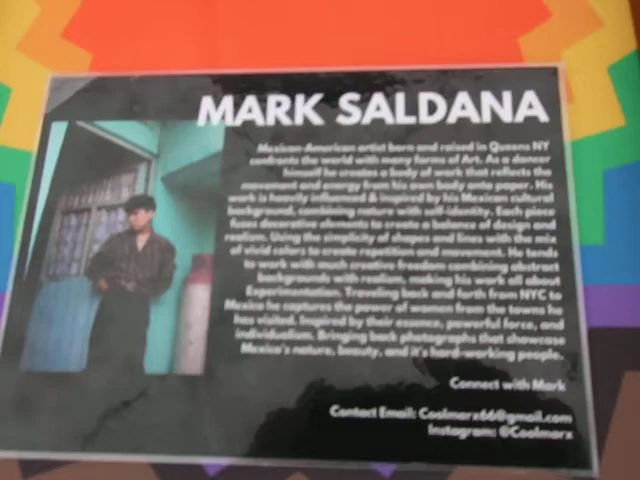 MARK SALDANA
Mexican-American artist born and raised in Queens NY
confronts the world with many forms of Art. As a dancer
himself he creates a body of work that reflects the
movement and energy from his own body onto paper. His
work is heavily influenced & inspired by his Mexican cultural
background, combining nature with self identity. Each piece
fuses decorative elements to create a balance of design and
realism. Using the simplicity of shapes and lines with the mix
of vivid colors to create repetition and movement. He tends
to work with much creative freedom combining abstract
backgrounds with realism, making his work all about
Experimentation. Traveling back and forth from NYC to
Mexico he captures the power of women from the towns he
has visited. Inspired by their essence, powerful force, and
individualism. Bringing back photographs that showcase
Mexico's nature, beauty, and it's hard-working people.
Connect with Mark
Contact Email: Coolmarx66@gmail.com
Instagram: @Coolmarx